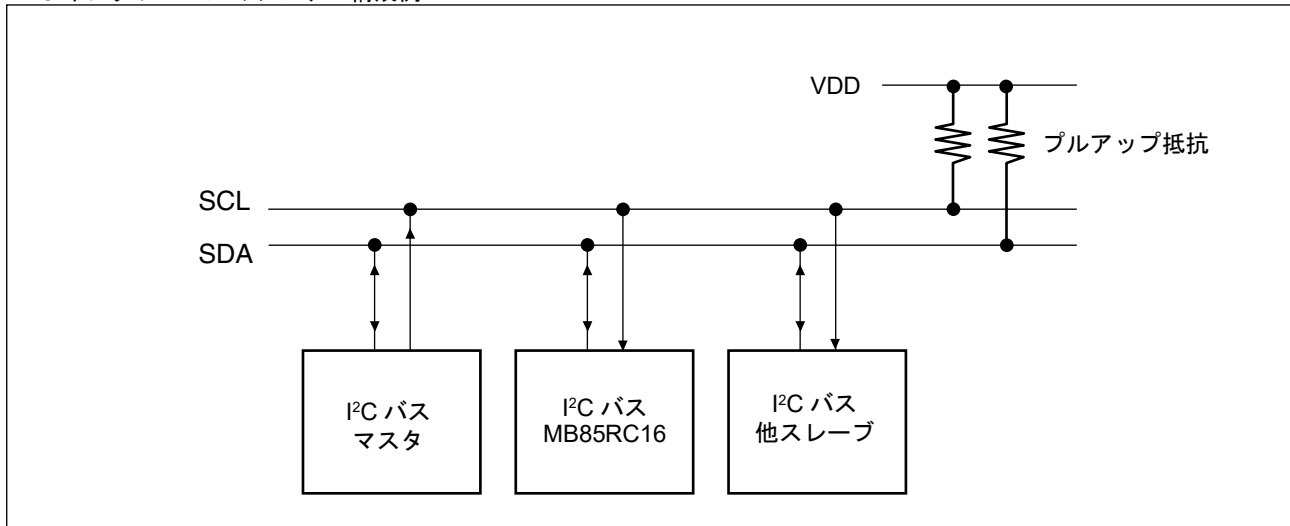 VDD
プルアップ抵抗
SCL
SDA
I²C バス
マスタ
I²C バス
MB85RC16
I²C バス
他スレーブ